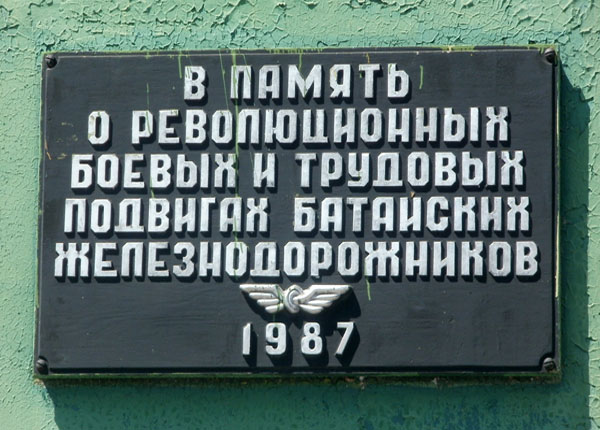 В ПАМЯТЬ
О РЕВОЛЮЦИОННЫХ
БОЕВЫХ И ТРУДОВЫХ
ПОДВИГАХ БАТАЙСКИХ
ЖЕЛЕЗНОДОРОЖНИКОВ
1987